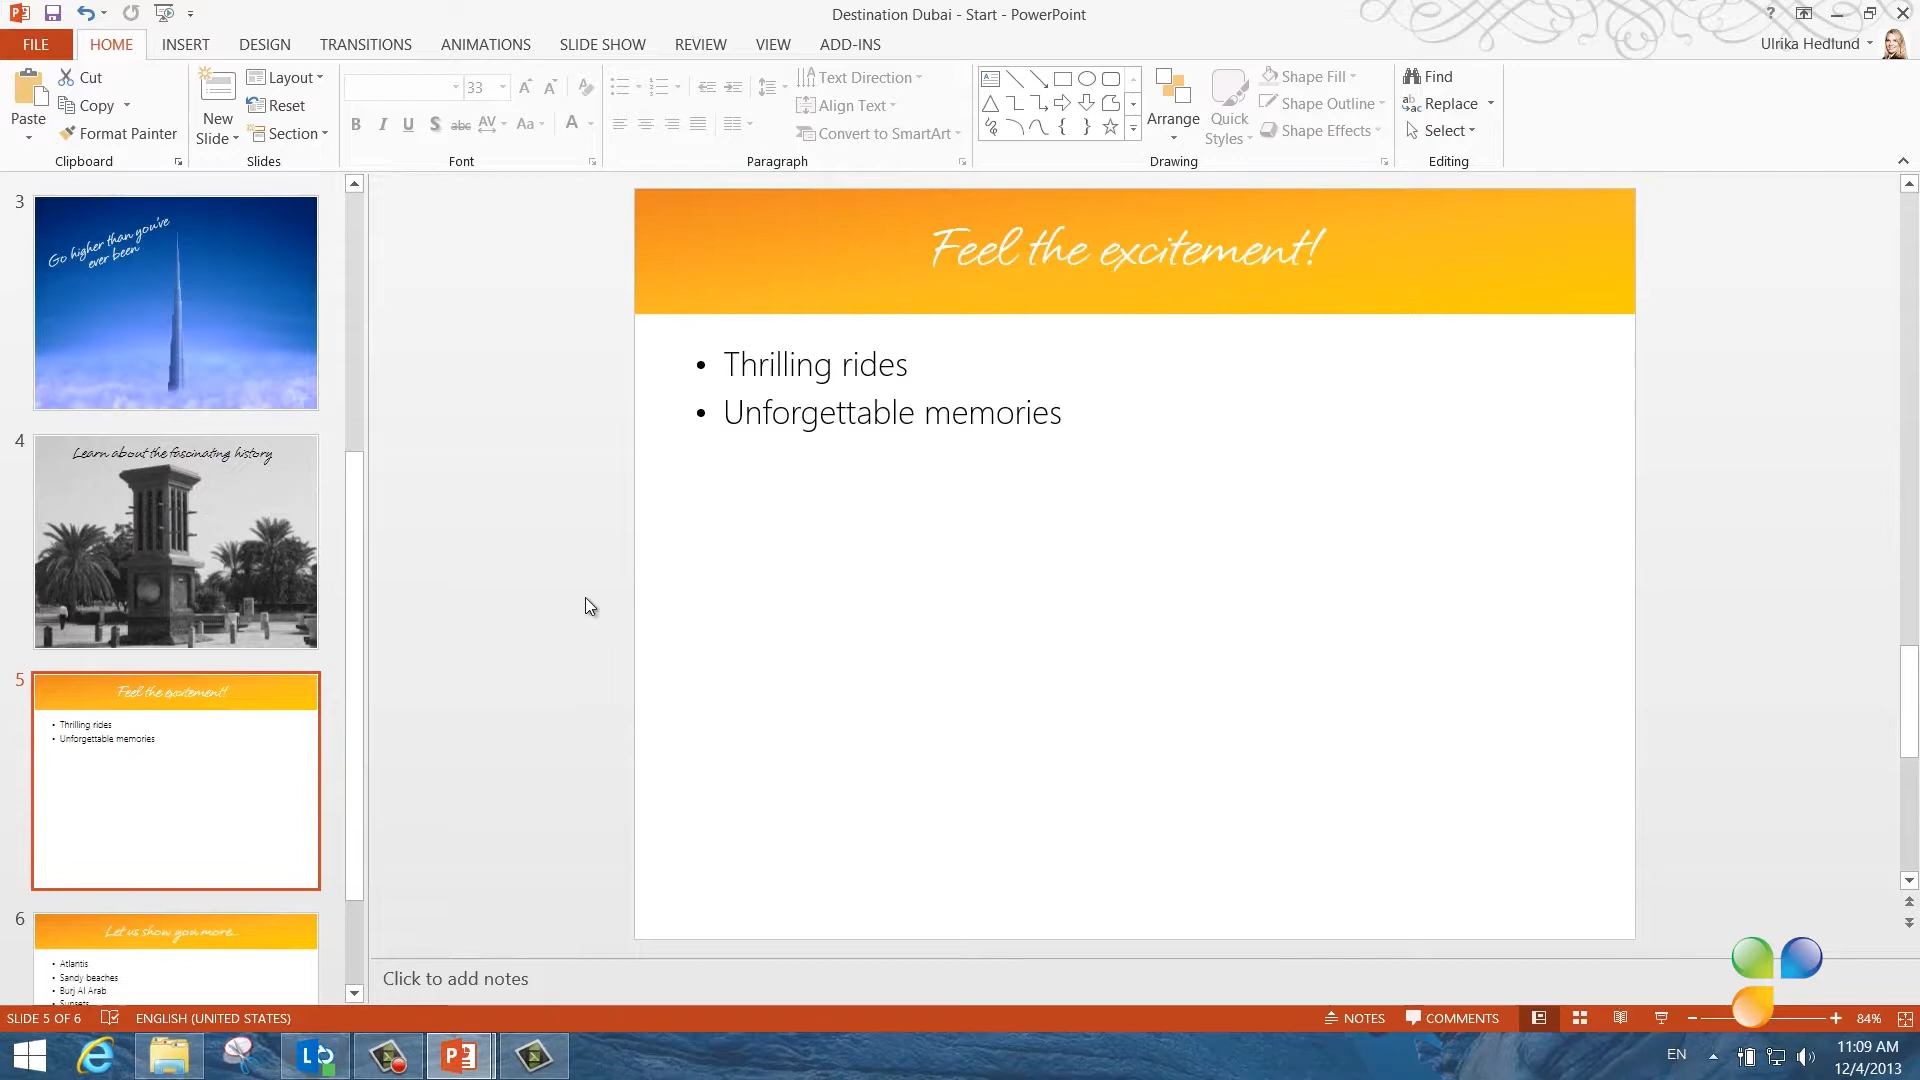 Destination Dubai - Start - PowerPoint
?
FILE
HOME
INSERT
DESIGN
TRANSITIONS
ANIMATIONS
SLIDE SHOW
REVIEW
VIEW
ADD-INS
Ulrika Hedlund
Paste
Cut
Copy
Format Painter
Clipboard
New Slide
Layout
Reset
Section
Slides
33
B I U S abc AV Aa A
Font
Text Direction
Align Text
Convert to SmartArt
Paragraph
Arrange
Quick Styles
Shape Fill
Shape Outline
Shape Effects
Drawing
Find
Replace
Select
Editing
3
Go higher than you've
ever been
4
Learn about the fascinating history
5
Feel the excitement!
• Thrilling rides
• Unforgettable memories
6
Let us show you more...
• Atlantis
• Sandy beaches
• Burj Al Arab
• Sunsets
Feel the excitement!
• Thrilling rides
• Unforgettable memories
Click to add notes
SLIDE 5 OF 6
ENGLISH (UNITED STATES)
NOTES
COMMENTS
84%
EN
11:09 AM
12/4/2013